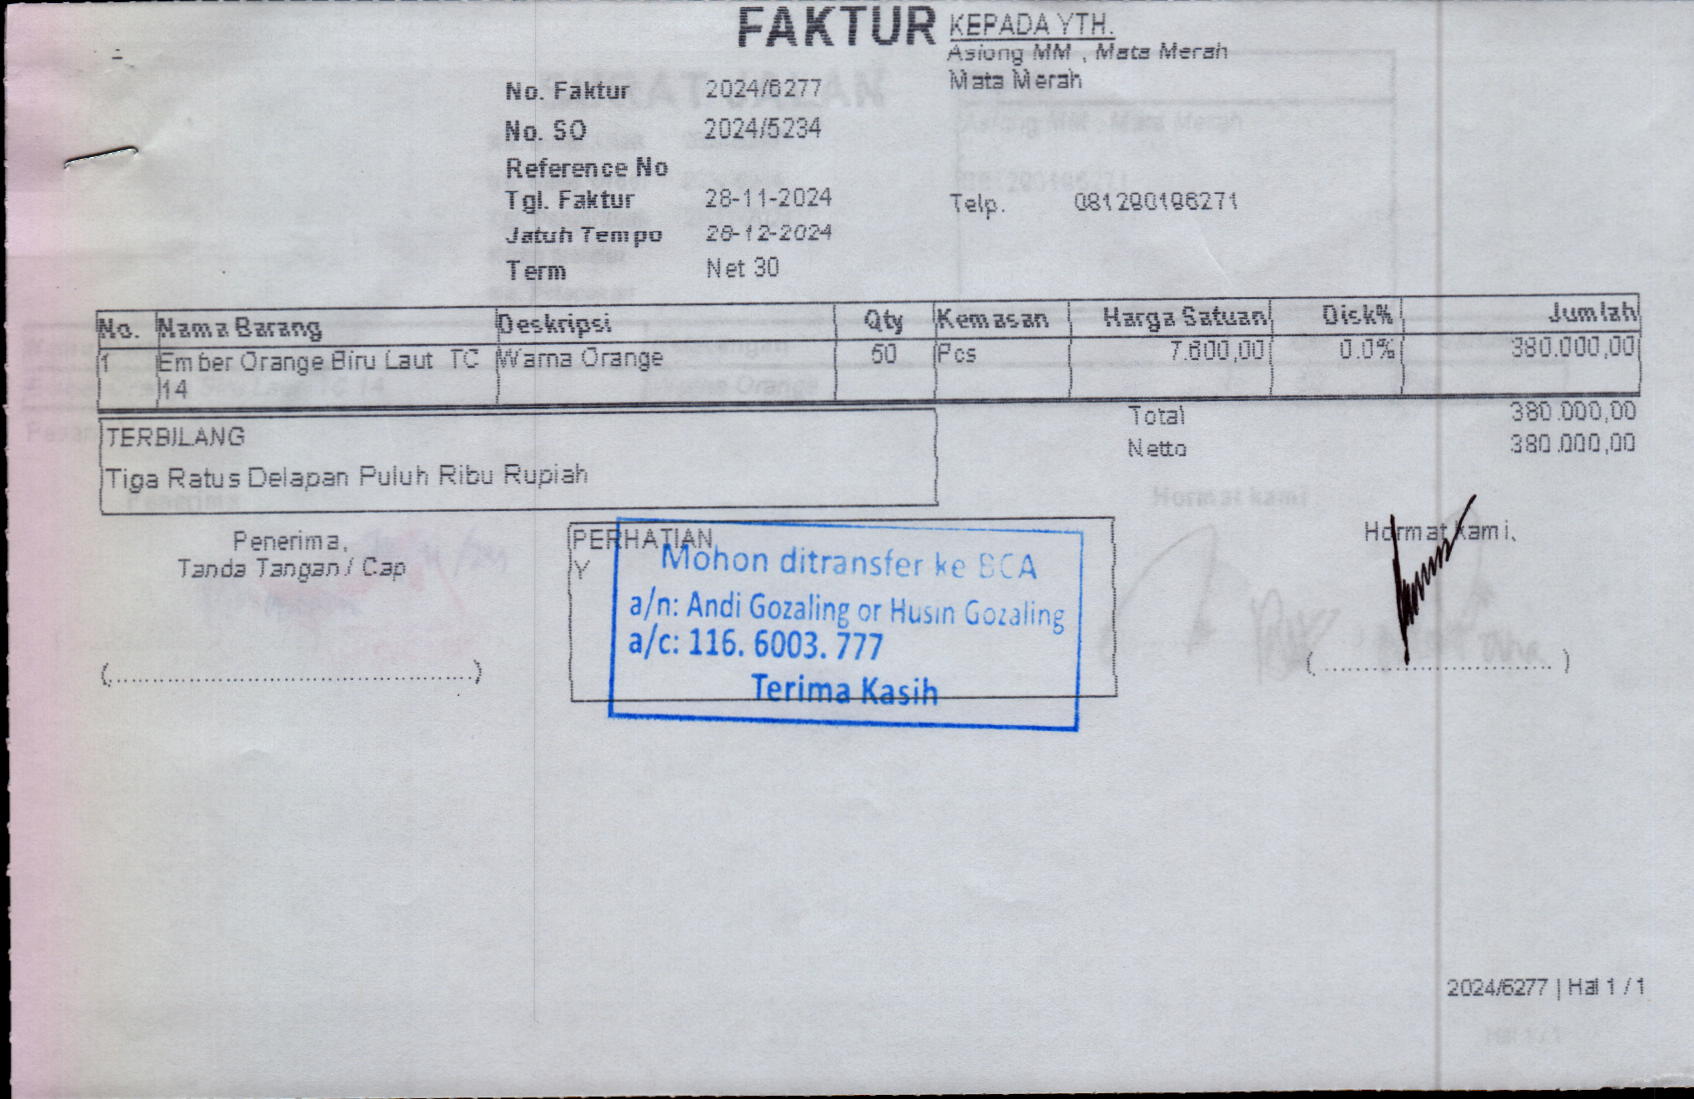 FAKTUR
KEPADA YTH.
Asiong MM , Mata Merah
Mata Merah
No. Faktur 2024/6277
No. SO 2024/5234
Reference No
Tgl. Faktur 28-11-2024
Telp. 081290196271
Jatuh Tempo 28-12-2024
Term Net 30
No. Nama Barang Deskripsi Qty Kemasan Harga Satuan Disk% Jumlah
1 Ember Orange Biru Laut TC Warna Orange 50 Pcs 7.600,00 0.0% 380.000,00
14
Total 380.000,00
TERBILANG
Netto 380.000,00
Tiga Ratus Delapan Puluh Ribu Rupiah
Penerima,
Tanda Tangan / Cap
PERHATIAN
Y
Mohon ditransfer ke BCA
a/n: Andi Gozaling or Husin Gozaling
a/c: 116. 6003. 777
Terima Kasih
Hormat kami,
(................................................)
(................................)
2024/6277 | Hal 1 / 1